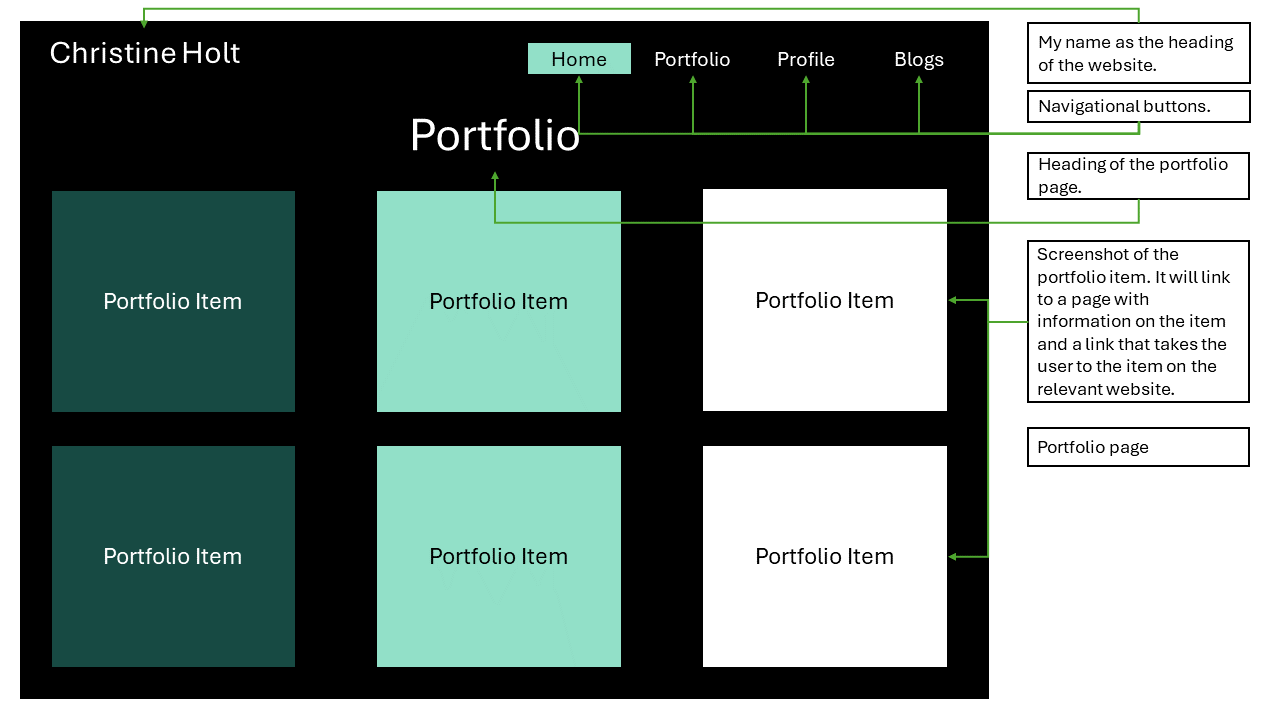 Christine Holt
Home Portfolio Profile Blogs
Portfolio
Portfolio Item Portfolio Item Portfolio Item
Portfolio Item Portfolio Item Portfolio Item
My name as the heading
of the website.
Navigational buttons.
Heading of the portfolio
page.
Screenshot of the
portfolio item. It will link
to a page with
information on the item
and a link that takes the
user to the item on the
relevant website.
Portfolio page